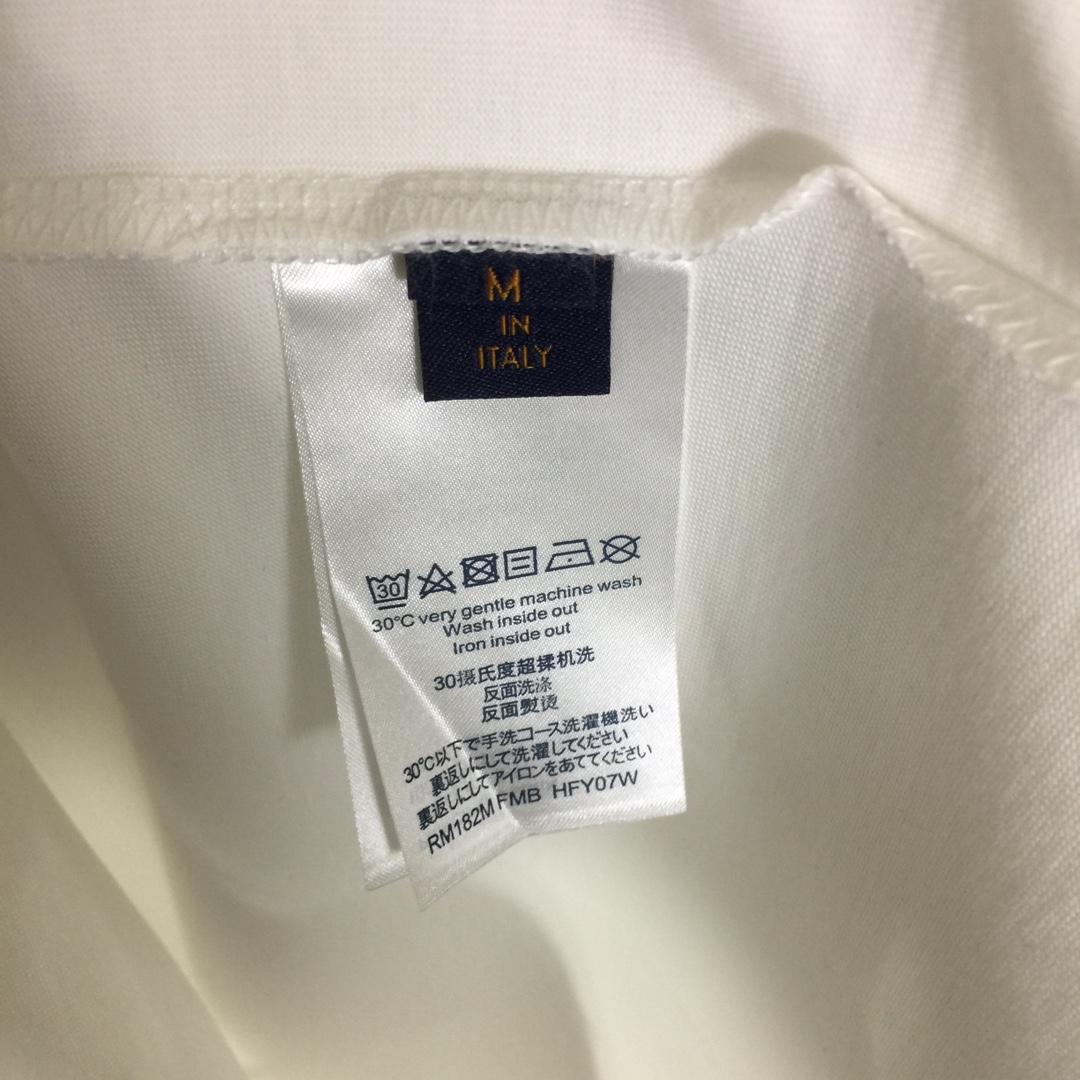 M
IN
ITALY
30
30°C very gentle machine wash
Wash inside out
Iron inside out
30摄氏度超揉机洗
反面洗涤
反面熨烫
30°C以下で手洗コース洗濯機洗い
裏返しにして洗濯してください
裏返しにしてアイロンをあててください
RM182M FMB HFY07W